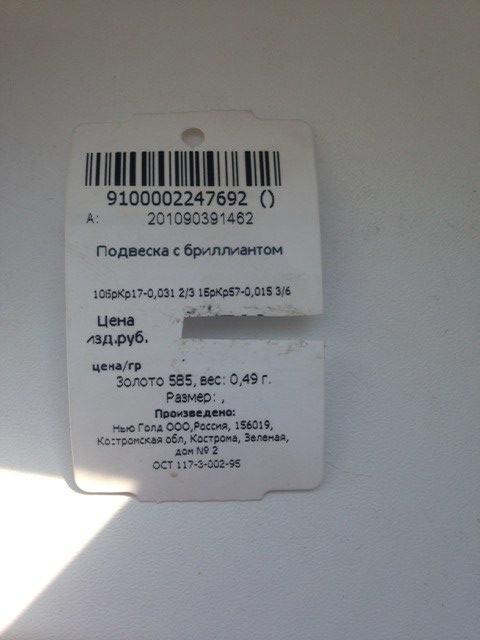 9100002247692 ()
А: 201090391462
Подвеска с бриллиантом
10БрКр17-0,031 2/3 1БрКр57-0,015 3/6
Цена
изд.руб.
цена/гр
Золото 585, вес: 0,49 г.
Размер: ,
Произведено:
Нью Голд ООО,Россия, 156019,
Костромская обл, Кострома, Зеленая,
дом № 2
ОСТ 117-3-002-95